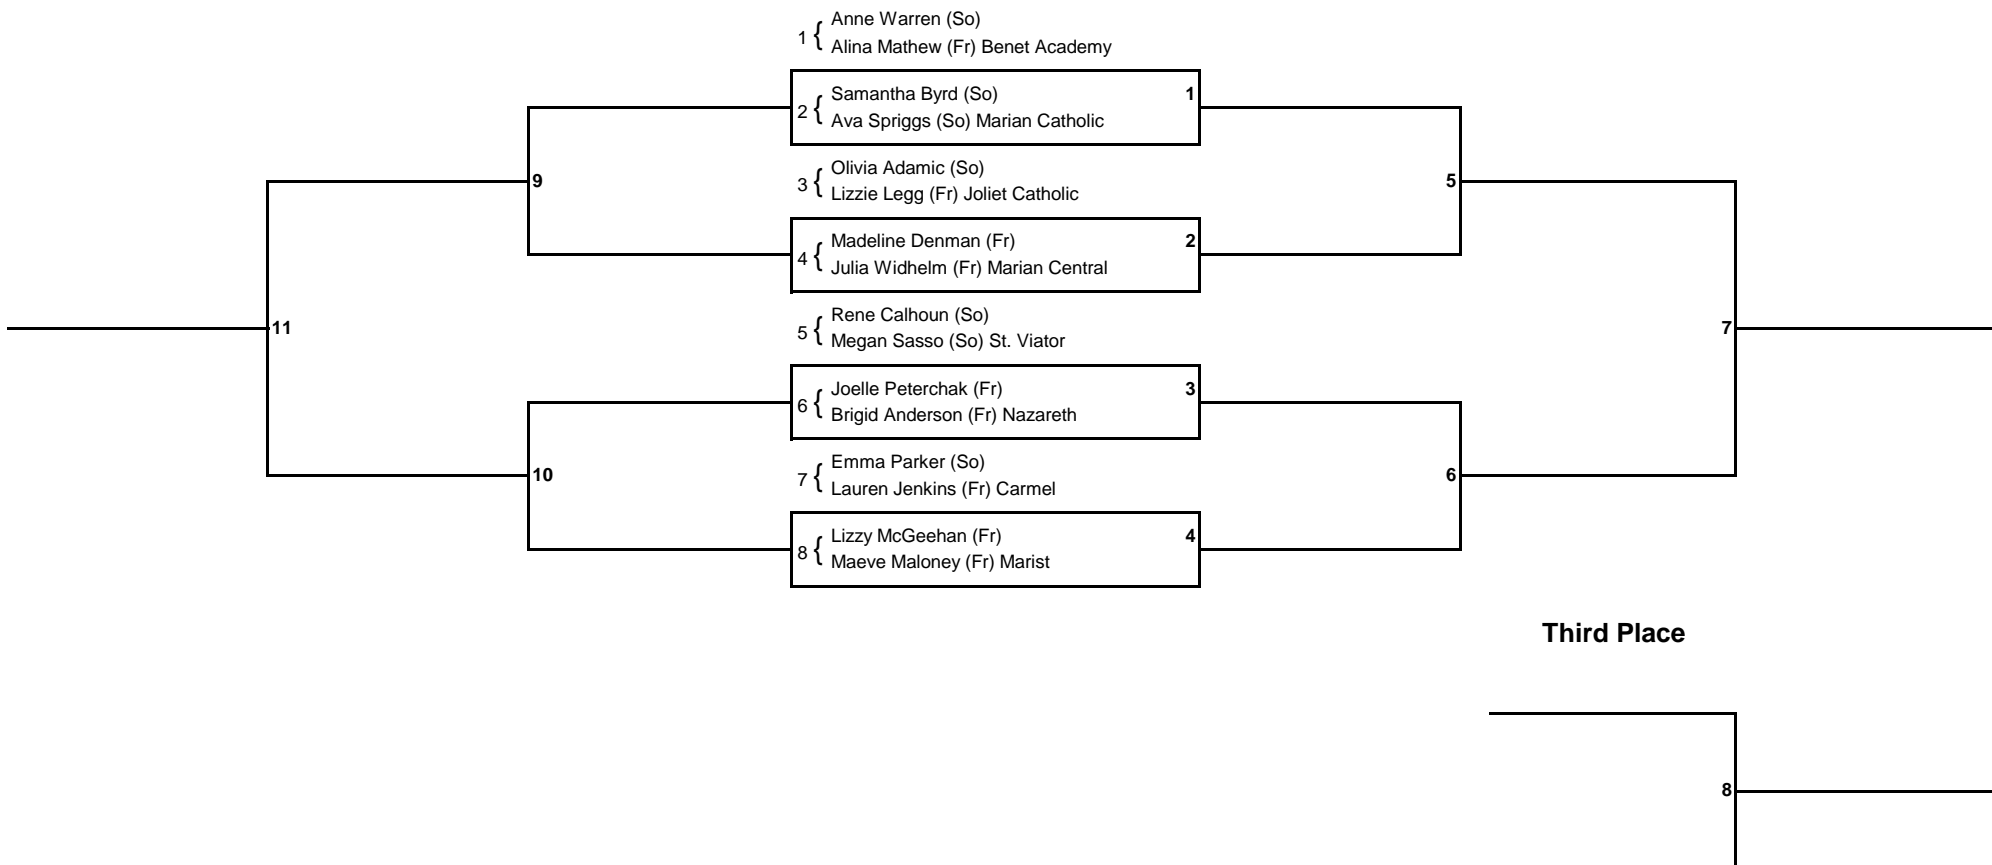 1 { Anne Warren (So)
Alina Mathew (Fr) Benet Academy
2 { Samantha Byrd (So) 1
Ava Spriggs (So) Marian Catholic
3 { Olivia Adamic (So)
Lizzie Legg (Fr) Joliet Catholic
9
5
4 { Madeline Denman (Fr) 2
Julia Widhelm (Fr) Marian Central
5 { Rene Calhoun (So)
Megan Sasso (So) St. Viator
11
7
6 { Joelle Peterchak (Fr) 3
Brigid Anderson (Fr) Nazareth
7 { Emma Parker (So)
Lauren Jenkins (Fr) Carmel
10
6
8 { Lizzy McGeehan (Fr) 4
Maeve Maloney (Fr) Marist
Third Place
8